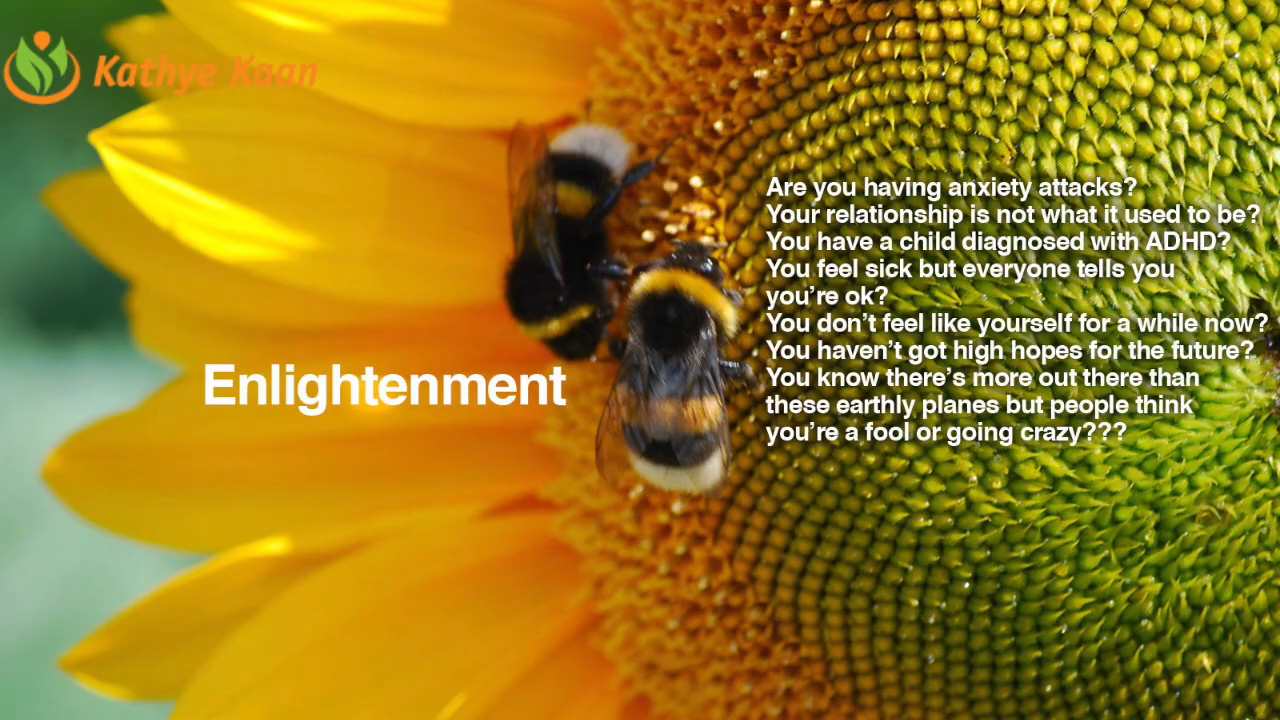 Kathye Kaan
Enlightenment
Are you having anxiety attacks?
Your relationship is not what it used to be?
You have a child diagnosed with ADHD?
You feel sick but everyone tells you
you’re ok?
You don’t feel like yourself for a while now?
You haven’t got high hopes for the future?
You know there’s more out there than
these earthly planes but people think
you’re a fool or going crazy???